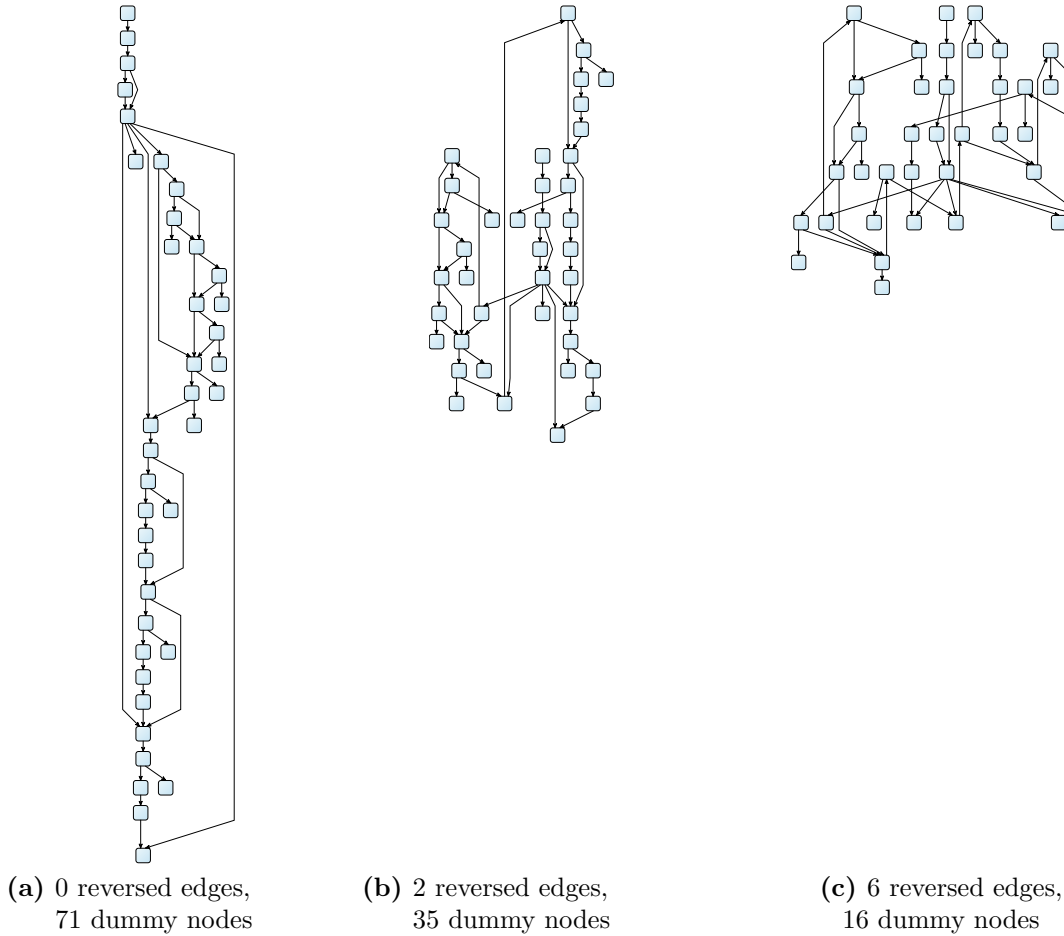 (a) 0 reversed edges,
71 dummy nodes
(b) 2 reversed edges,
35 dummy nodes
(c) 6 reversed edges,
16 dummy nodes